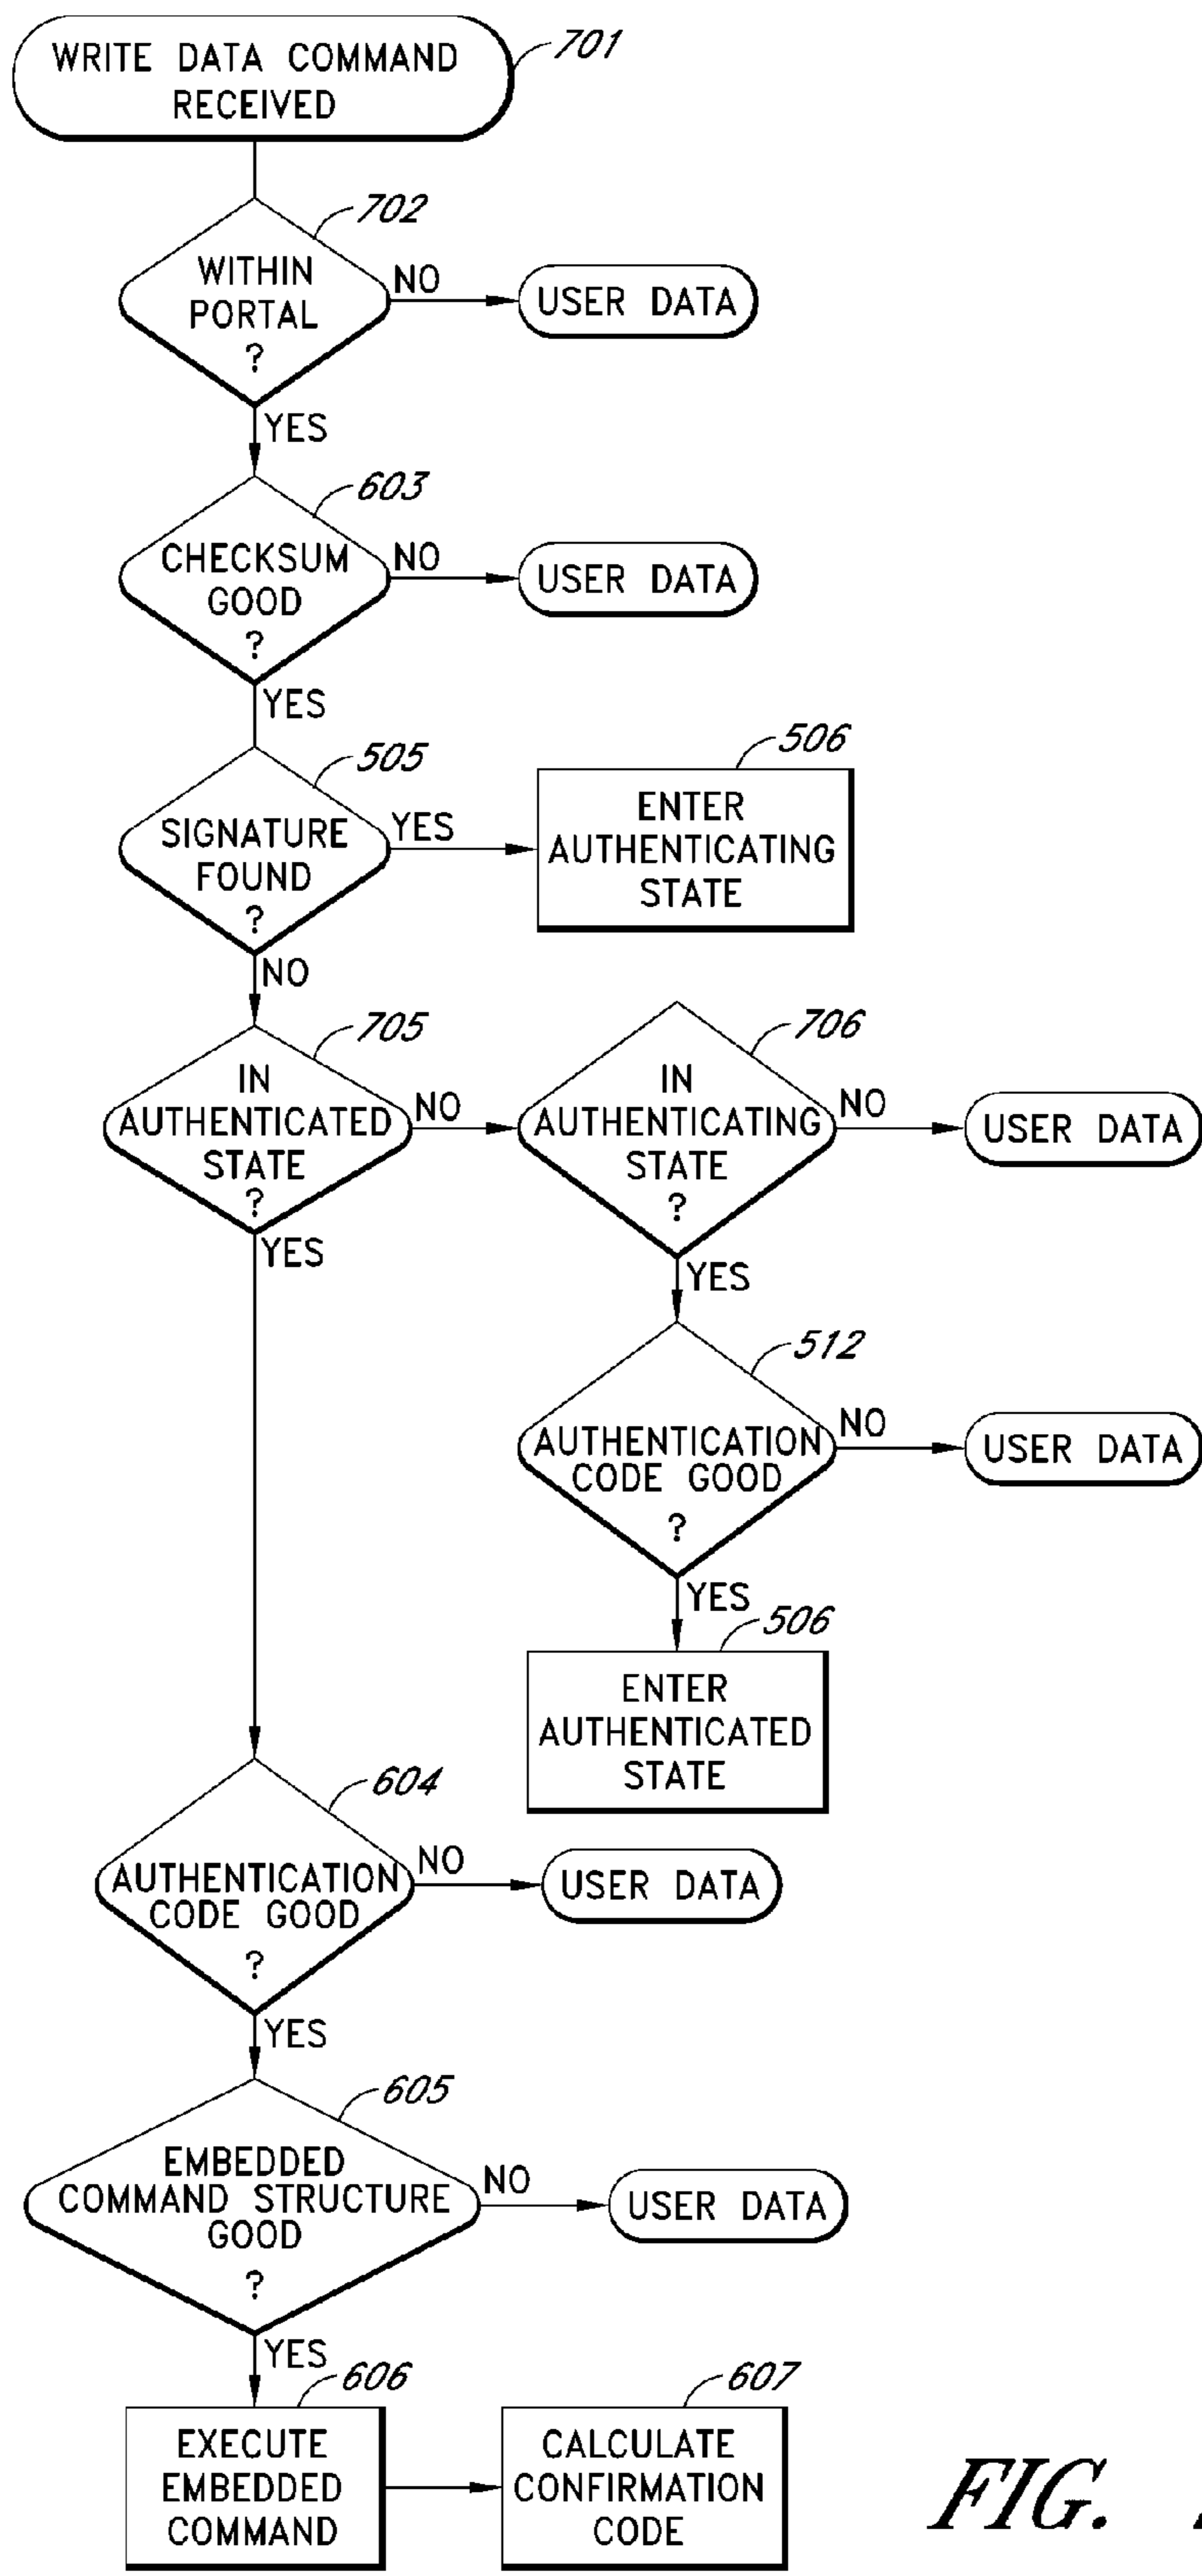 WRITE DATA COMMAND
RECEIVED
701
702
WITHIN
PORTAL
?
NO
USER DATA
YES
603
CHECKSUM
GOOD
?
NO
USER DATA
YES
505
SIGNATURE
FOUND
?
YES
506
ENTER
AUTHENTICATING
STATE
NO
705
IN
AUTHENTICATED
STATE
?
NO
YES
706
IN
AUTHENTICATING
STATE
?
NO
USER DATA
YES
512
AUTHENTICATION
CODE GOOD
?
NO
USER DATA
YES
506
ENTER
AUTHENTICATED
STATE
604
AUTHENTICATION
CODE GOOD
?
NO
USER DATA
YES
605
EMBEDDED
COMMAND STRUCTURE
GOOD
?
NO
USER DATA
YES
606
EXECUTE
EMBEDDED
COMMAND
607
CALCULATE
CONFIRMATION
CODE
FIG.